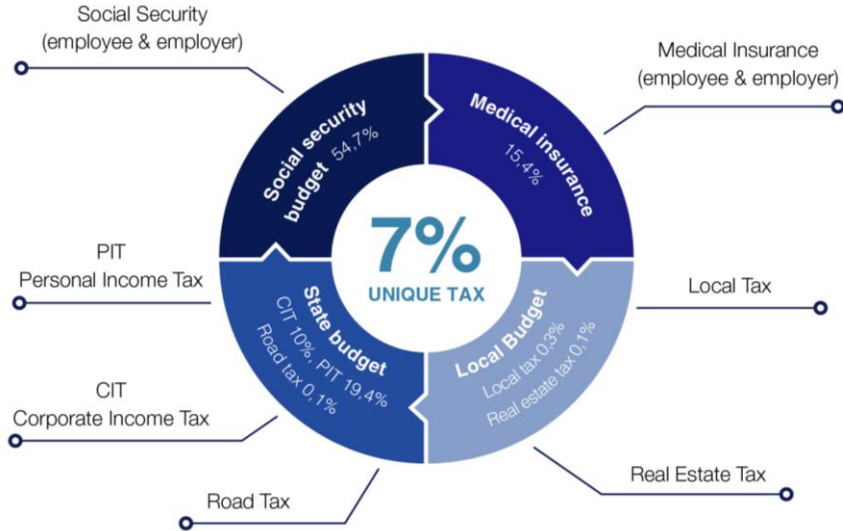 Social Security
(employee & employer)
Medical Insurance
(employee & employer)
Social security
budget 54,7%
Medical insurance
15,4%
7%
UNIQUE TAX
PIT
Personal Income Tax
Local Tax
State budget
CIT 10%, PIT 19,4%
Road tax 0,1%
Local Budget
Local tax 0,3%
Real estate tax 0,1%
CIT
Corporate Income Tax
Real Estate Tax
Road Tax